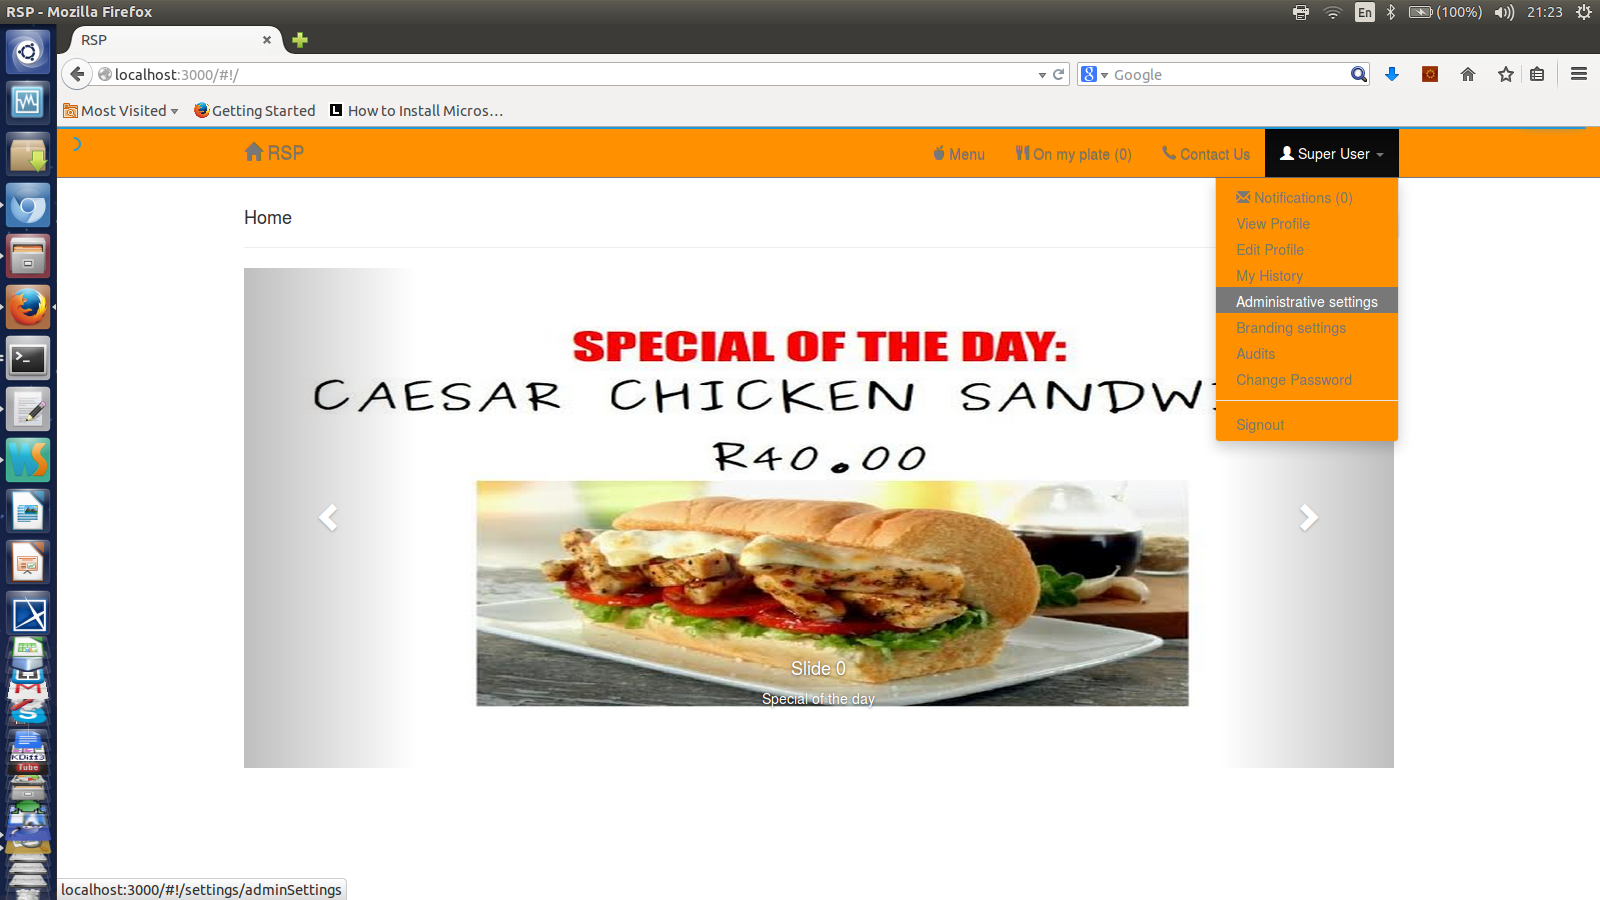 RSP - Mozilla Firefox
En
(100%)
21:23
RSP
localhost:3000/#!/
Google
Most Visited
Getting Started
How to Install Micros...
RSP
Menu
On my plate (0)
Contact Us
Super User
Notifications (0)
View Profile
Edit Profile
My History
Administrative settings
Branding settings
Audits
Change Password
Signout
Home
SPECIAL OF THE DAY:
CAESAR CHICKEN SANDW
R40.00
Slide 0
Special of the day
KDiff3
Tube
localhost:3000/#!/settings/adminSettings